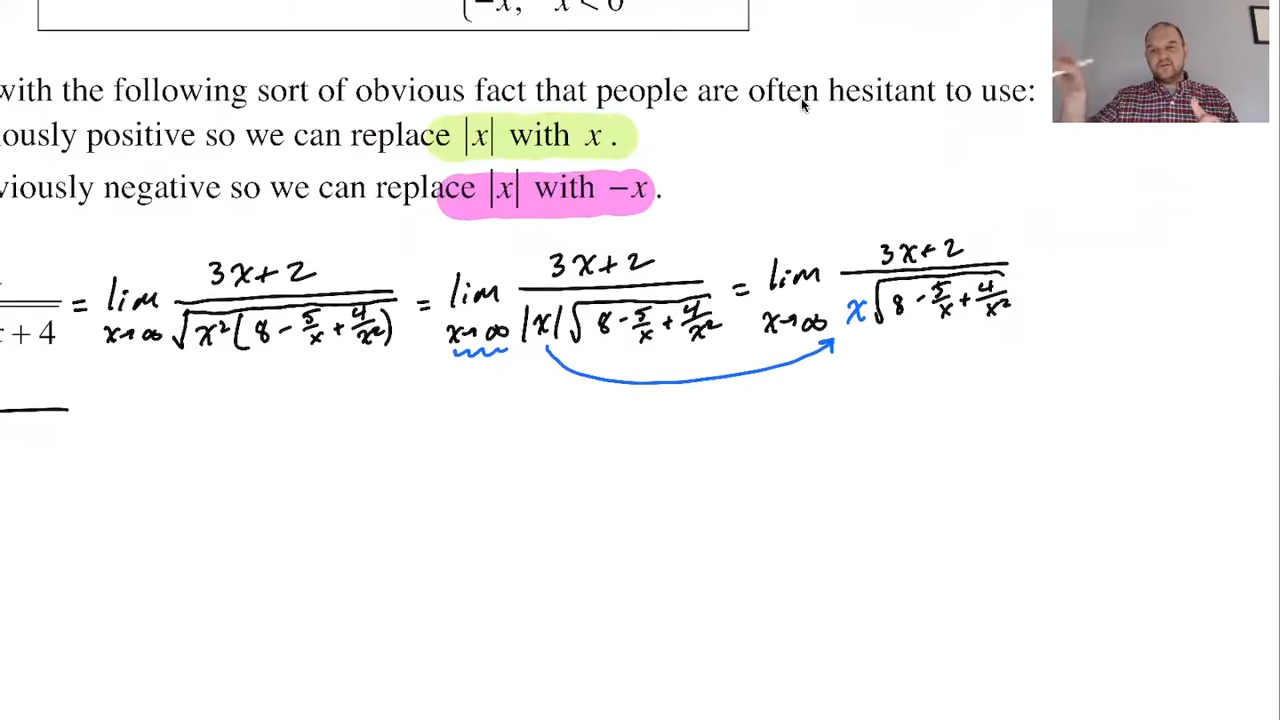 −x, x < 0
with the following sort of obvious fact that people are often hesitant to use:
iously positive so we can replace |x| with x .
viously negative so we can replace |x| with −x.
+ 4 = lim x→∞ 3x+2 / √(x²(8 − 5/x + 4/x²)) = lim x→∞ 3x+2 / |x|√(8 − 5/x + 4/x²) = lim x→∞ 3x+2 / x√(8 − 5/x + 4/x²)